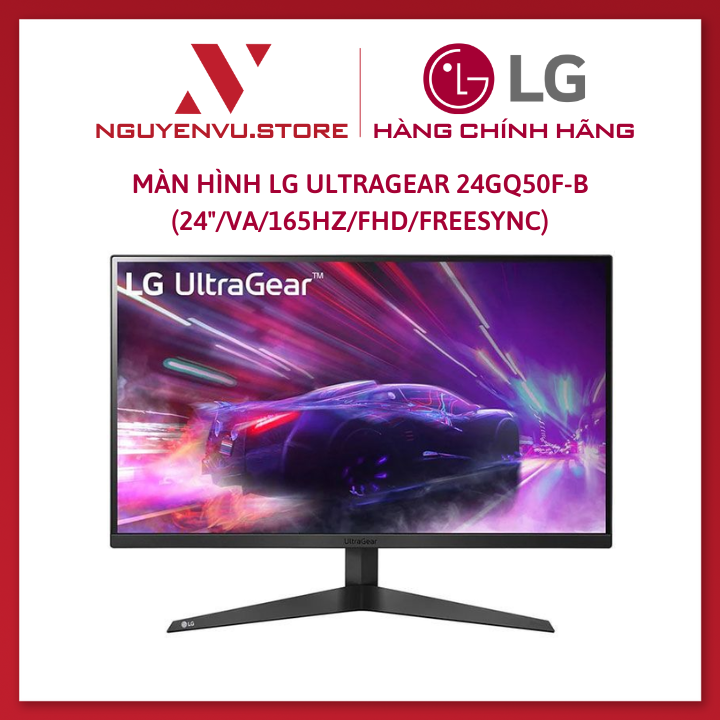 NGUYENVU.STORE
LG
HÀNG CHÍNH HÃNG
MÀN HÌNH LG ULTRAGEAR 24GQ50F-B
(24"/VA/165HZ/FHD/FREESYNC)
LG UltraGear™
UltraGear
LG